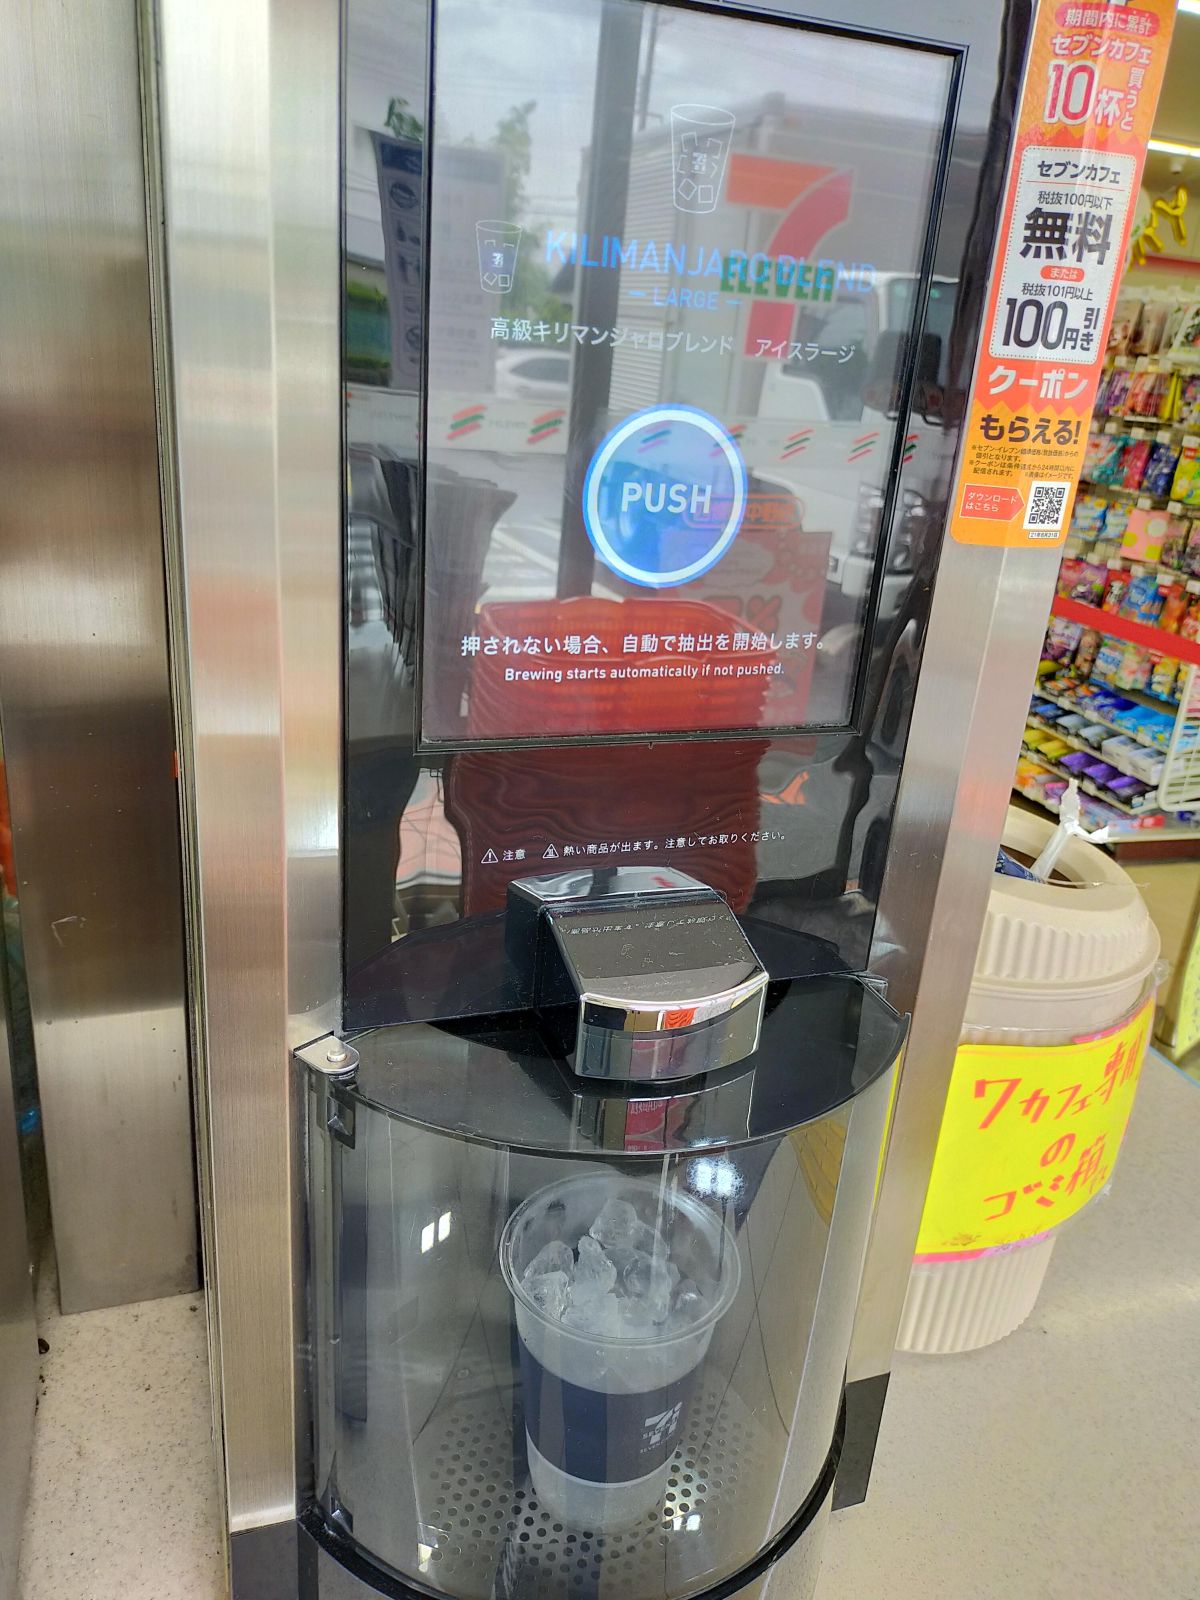 KILIMANJARO BLEND
— LARGE —
高級キリマンジャロブレンド アイスラージ
PUSH
押されない場合、自動で抽出を開始します。
Brewing starts automatically if not pushed.
注意 熱い商品が出ます。注意してお取りください。
7
ELEVEN
期間内に累計
セブンカフェ
10杯買うと
セブンカフェ
税抜100円以下
無料
または
税抜101円以上
100円引き
クーポン
もらえる!
ダウンロード
はこちら
ワカフェ専用
の
ゴミ箱